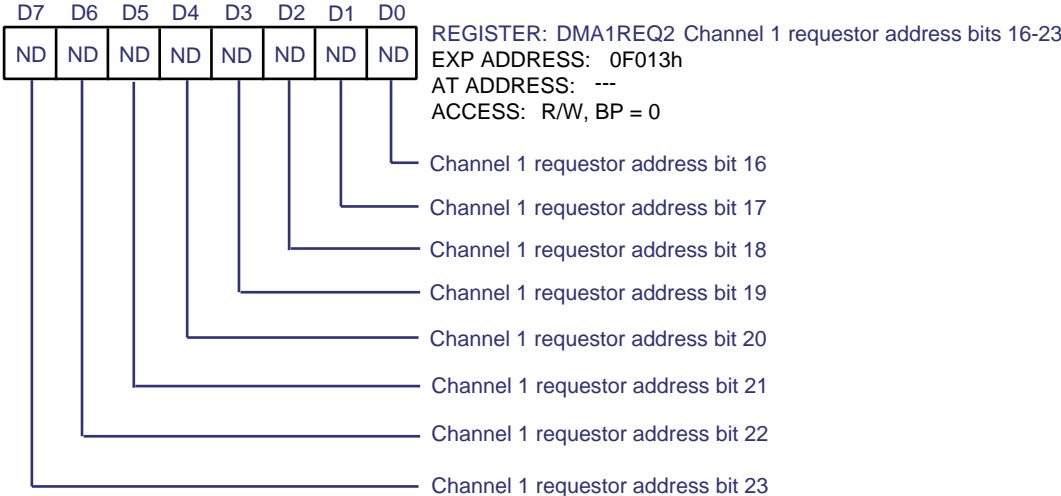 D7 D6 D5 D4 D3 D2 D1 D0
ND ND ND ND ND ND ND ND
REGISTER: DMA1REQ2 Channel 1 requestor address bits 16-23
EXP ADDRESS: 0F013h
AT ADDRESS: ---
ACCESS: R/W, BP = 0
Channel 1 requestor address bit 16
Channel 1 requestor address bit 17
Channel 1 requestor address bit 18
Channel 1 requestor address bit 19
Channel 1 requestor address bit 20
Channel 1 requestor address bit 21
Channel 1 requestor address bit 22
Channel 1 requestor address bit 23